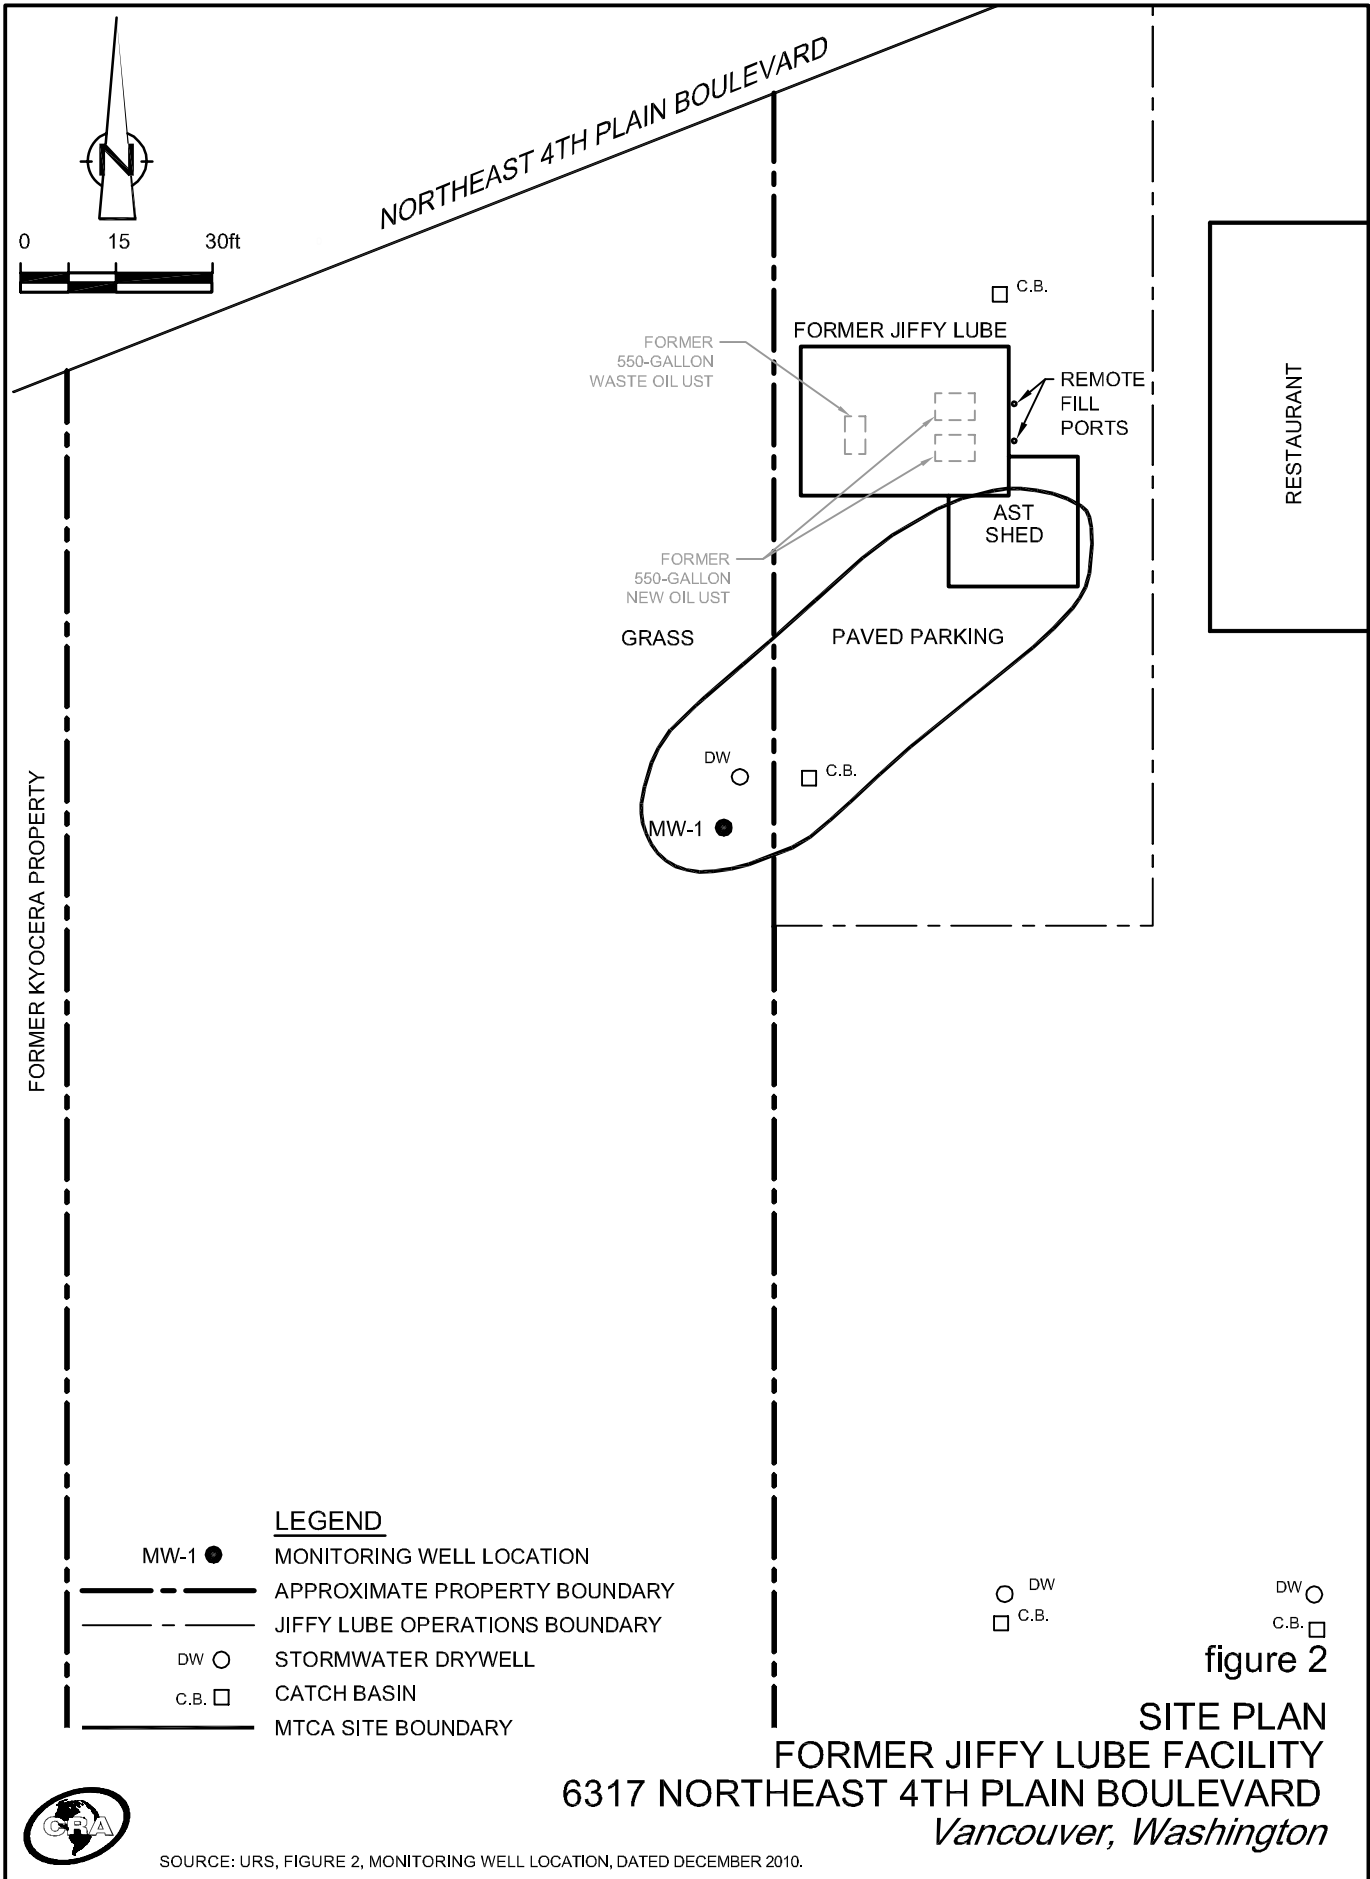 NORTHEAST 4TH PLAIN BOULEVARD
N
0 15 30ft
C.B.
FORMER JIFFY LUBE
FORMER
550-GALLON
WASTE OIL UST
REMOTE
FILL
PORTS
RESTAURANT
AST
SHED
FORMER
550-GALLON
NEW OIL UST
GRASS
PAVED PARKING
DW
C.B.
MW-1
FORMER KYOCERA PROPERTY
LEGEND
MW-1 MONITORING WELL LOCATION
APPROXIMATE PROPERTY BOUNDARY
JIFFY LUBE OPERATIONS BOUNDARY
DW STORMWATER DRYWELL
C.B. CATCH BASIN
MTCA SITE BOUNDARY
DW
C.B.
DW
C.B.
figure 2
SITE PLAN
FORMER JIFFY LUBE FACILITY
6317 NORTHEAST 4TH PLAIN BOULEVARD
Vancouver, Washington
CRA
SOURCE: URS, FIGURE 2, MONITORING WELL LOCATION, DATED DECEMBER 2010.